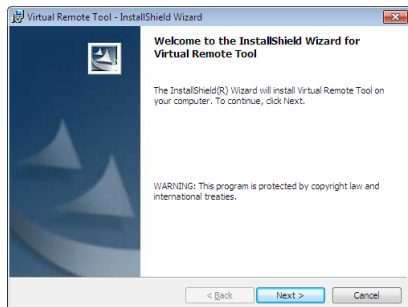 Virtual Remote Tool - InstallShield Wizard
Welcome to the InstallShield Wizard for
Virtual Remote Tool
The InstallShield(R) Wizard will install Virtual Remote Tool on
your computer. To continue, click Next.
WARNING: This program is protected by copyright law and
international treaties.
< Back Next > Cancel